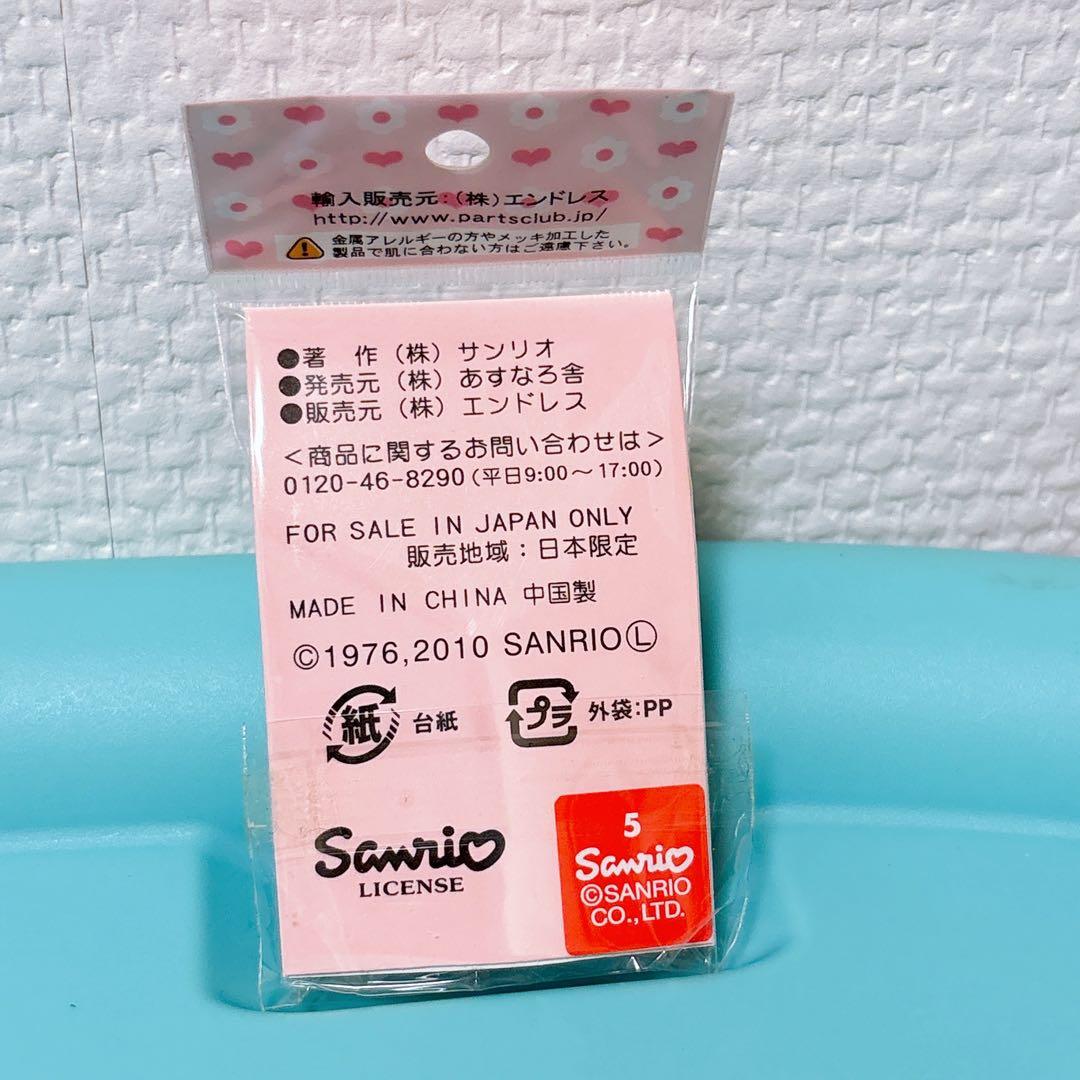 輸入販売元:(株)エンドレス
http://www.partsclub.jp/
金属アレルギーの方やメッキ加工した
製品で肌に合わない方はご遠慮下さい。
●著　作(株)サンリオ
●発売元(株)あすなろ舎
●販売元(株)エンドレス
<商品に関するお問い合わせは>
0120-46-8290(平日9:00〜17:00)
FOR SALE IN JAPAN ONLY
販売地域:日本限定
MADE IN CHINA 中国製
©1976,2010 SANRIO Ⓛ
紙 台紙
プラ 外袋:PP
Sanrio
LICENSE
5
Sanrio
©SANRIO
CO.,LTD.